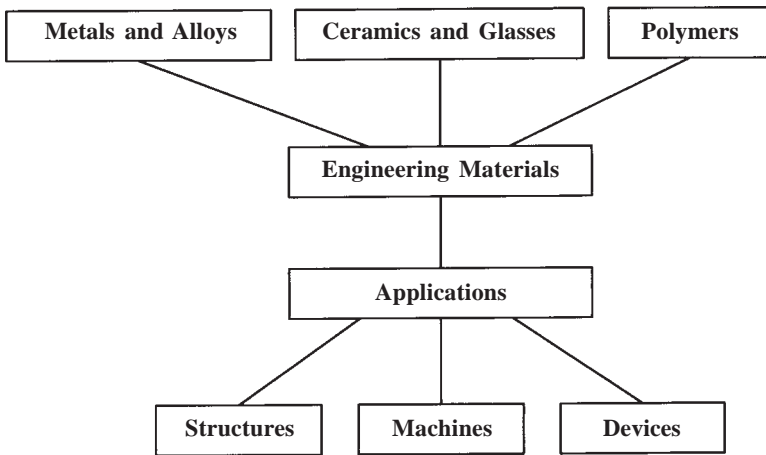 Metals and Alloys
Ceramics and Glasses
Polymers
Engineering Materials
Applications
Structures
Machines
Devices